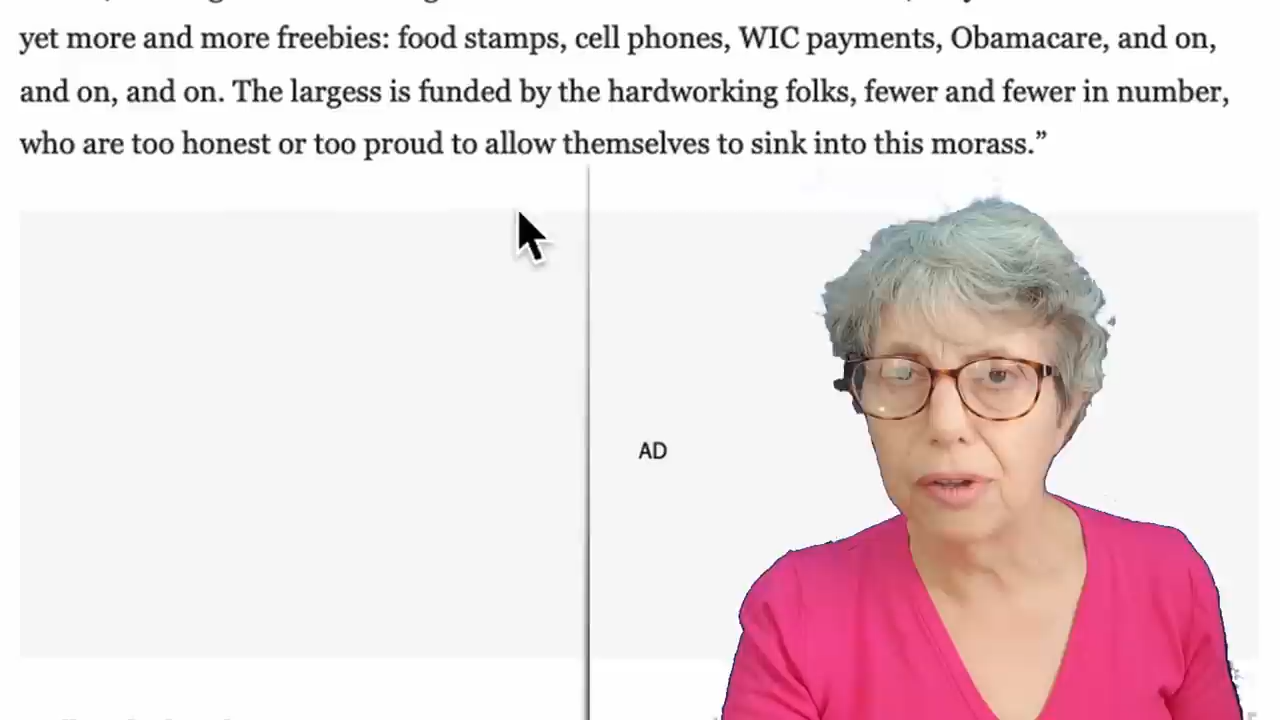 yet more and more freebies: food stamps, cell phones, WIC payments, Obamacare, and on,
and on, and on. The largess is funded by the hardworking folks, fewer and fewer in number,
who are too honest or too proud to allow themselves to sink into this morass.”
AD